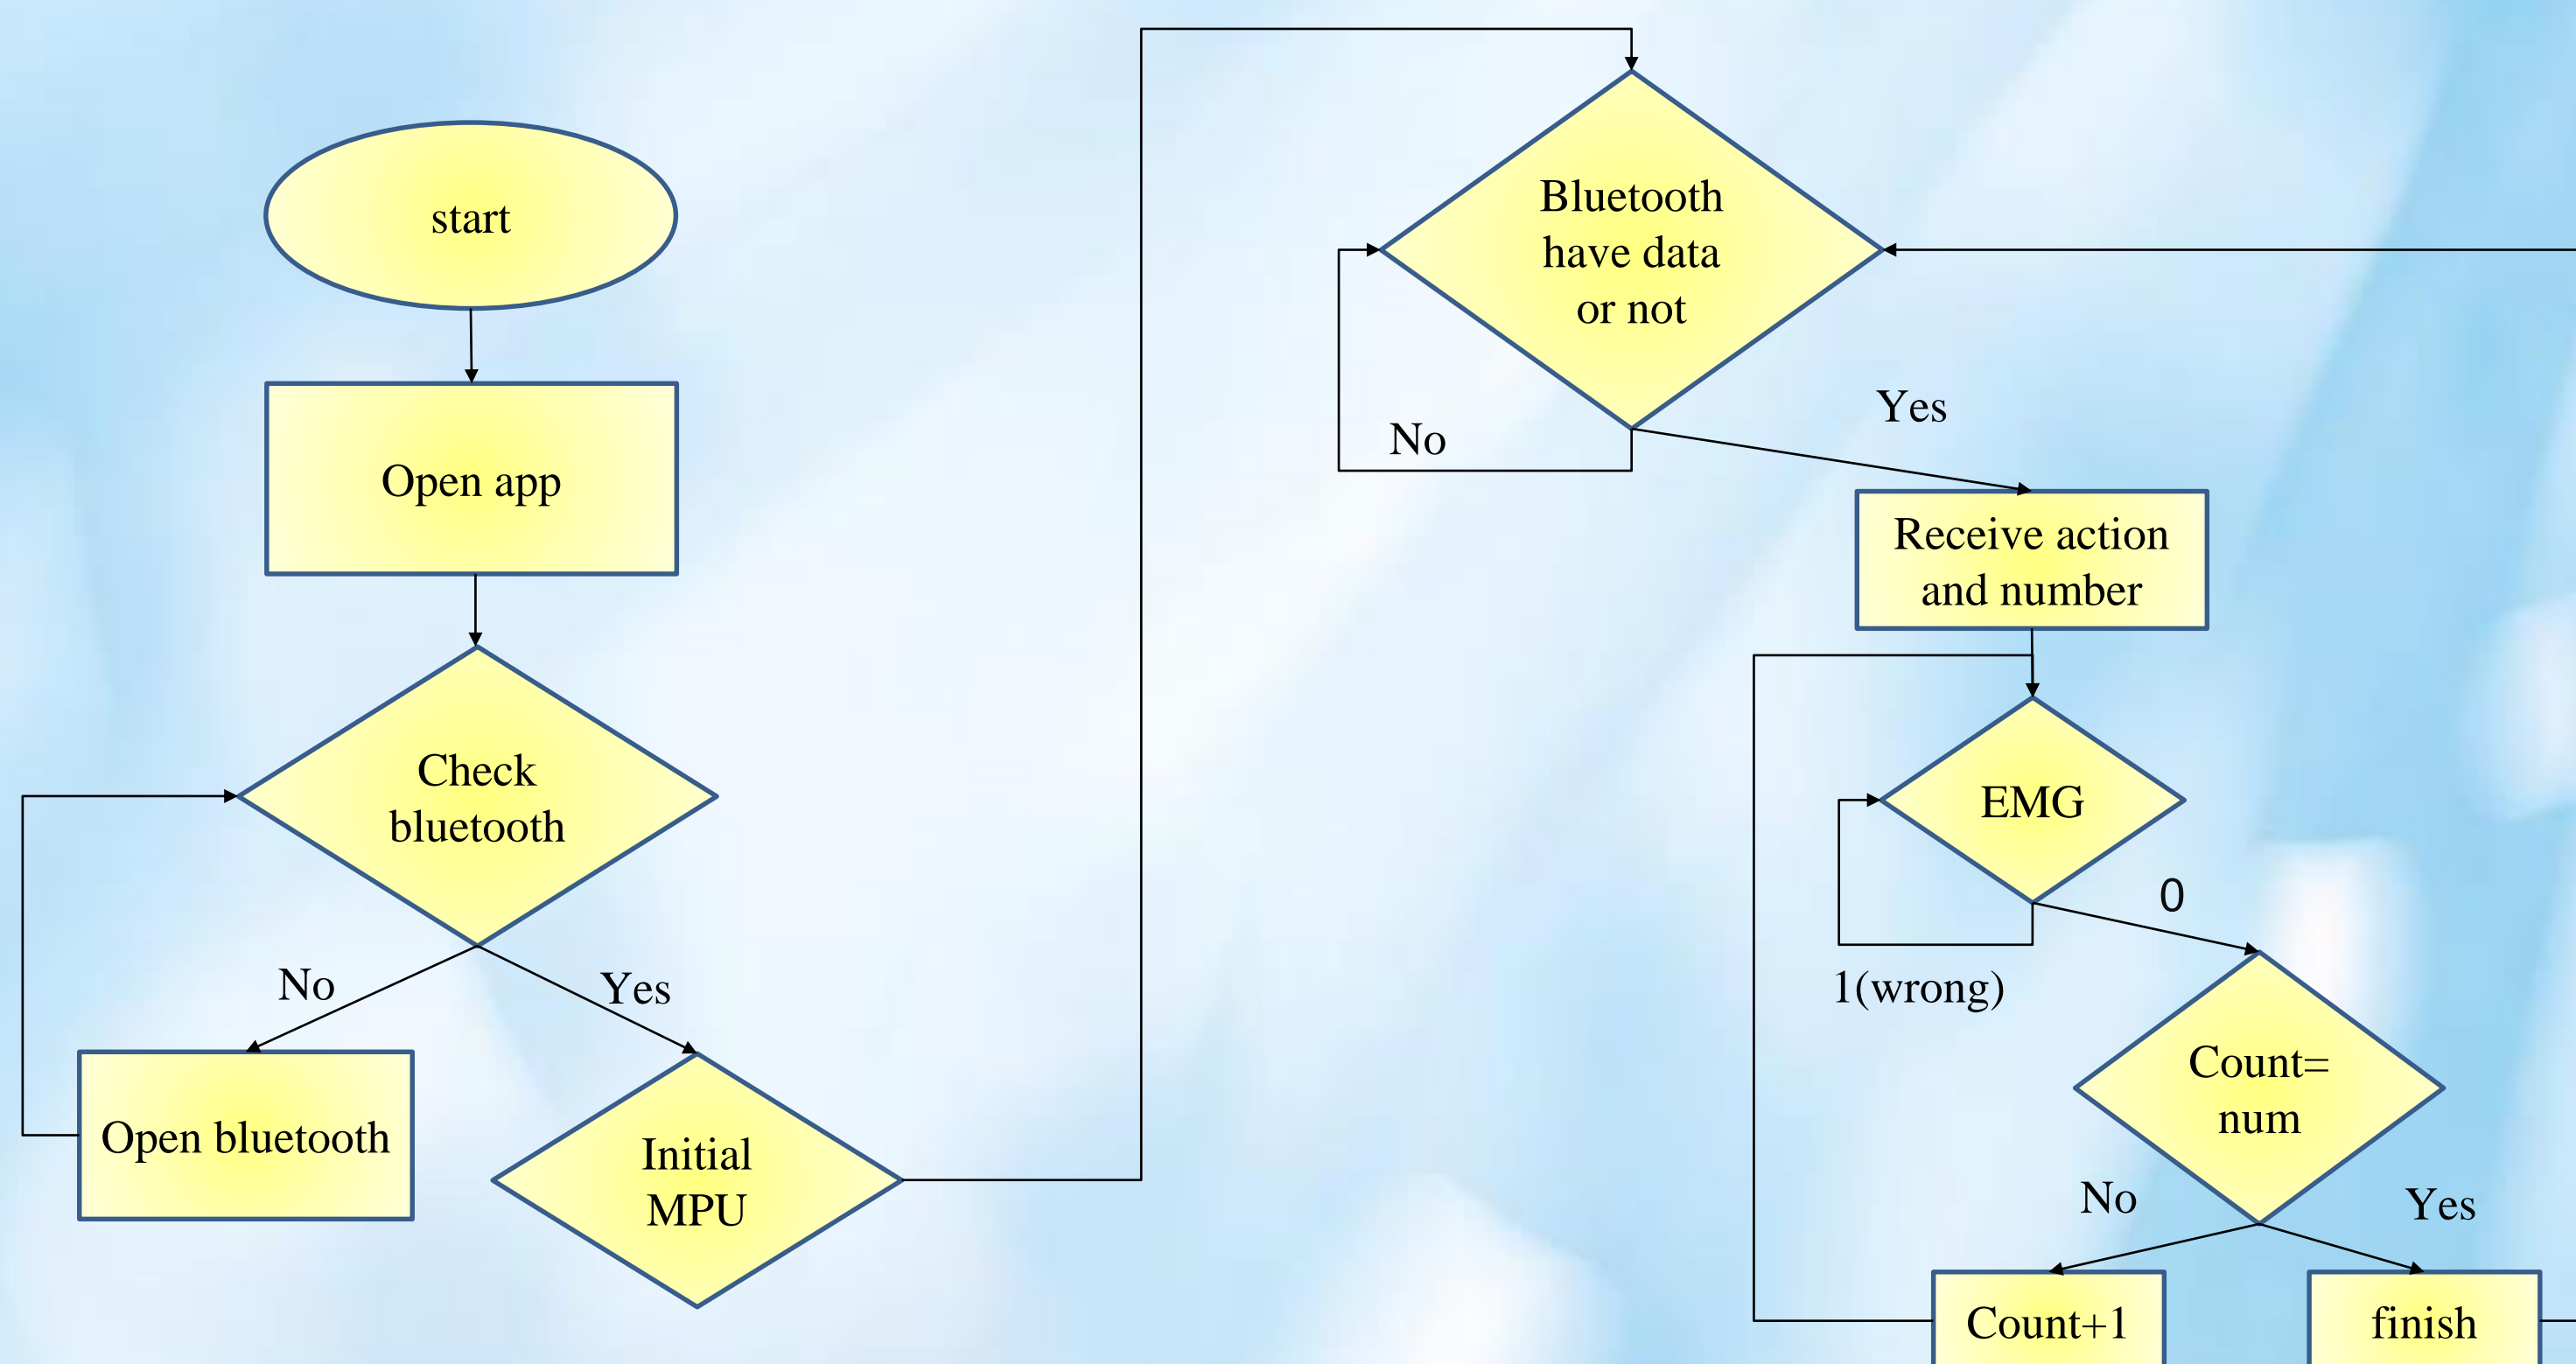 start
Open app
Check
bluetooth
No
Yes
Open bluetooth
Initial
MPU
Bluetooth
have data
or not
No
Yes
Receive action
and number
EMG
0
1(wrong)
Count=
num
No
Yes
Count+1
finish